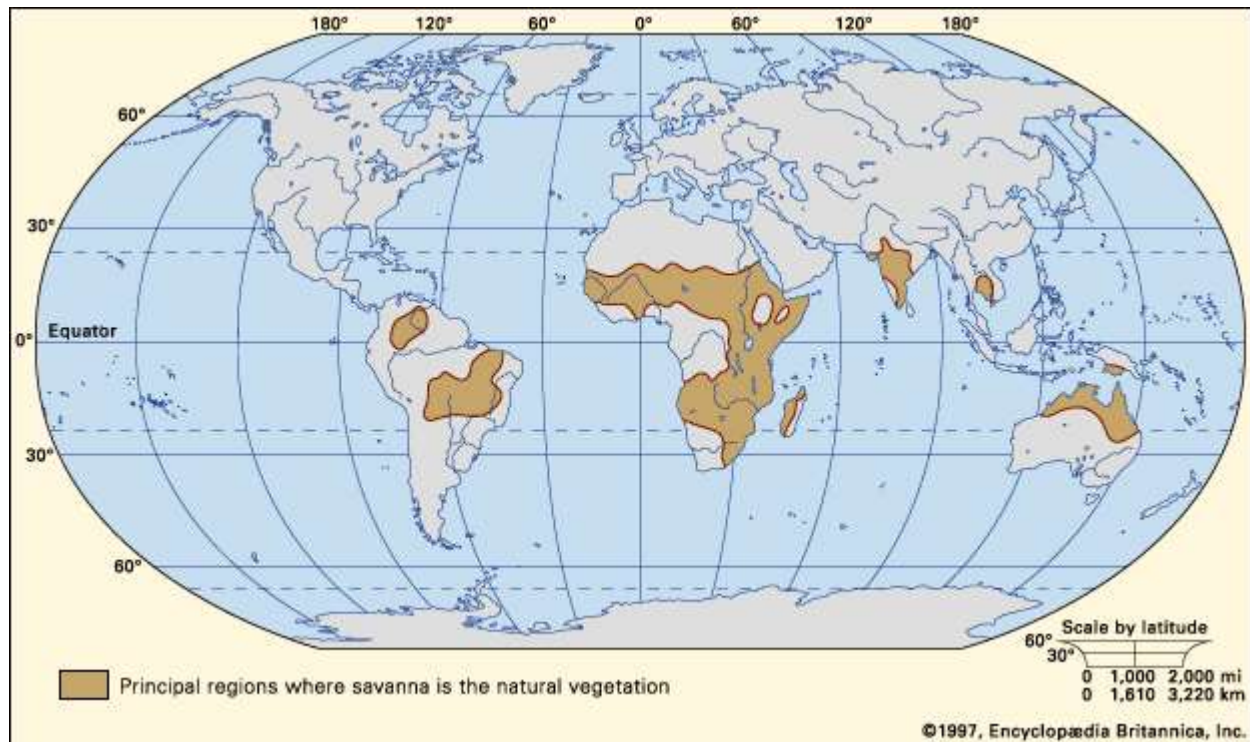 180° 120° 60° 0° 60° 120° 180°
60°
30°
Equator
0°
30°
60°
Scale by latitude
60°
30°
0 1,000 2,000 mi
0 1,610 3,220 km
Principal regions where savanna is the natural vegetation
©1997, Encyclopædia Britannica, Inc.